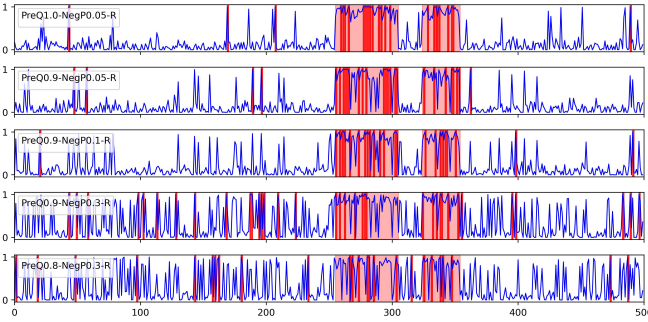 1
PreQ1.0-NegP0.05-R
0
1
PreQ0.9-NegP0.05-R
0
1
PreQ0.9-NegP0.1-R
0
1
PreQ0.9-NegP0.3-R
0
1
PreQ0.8-NegP0.3-R
0
0 100 200 300 400 500